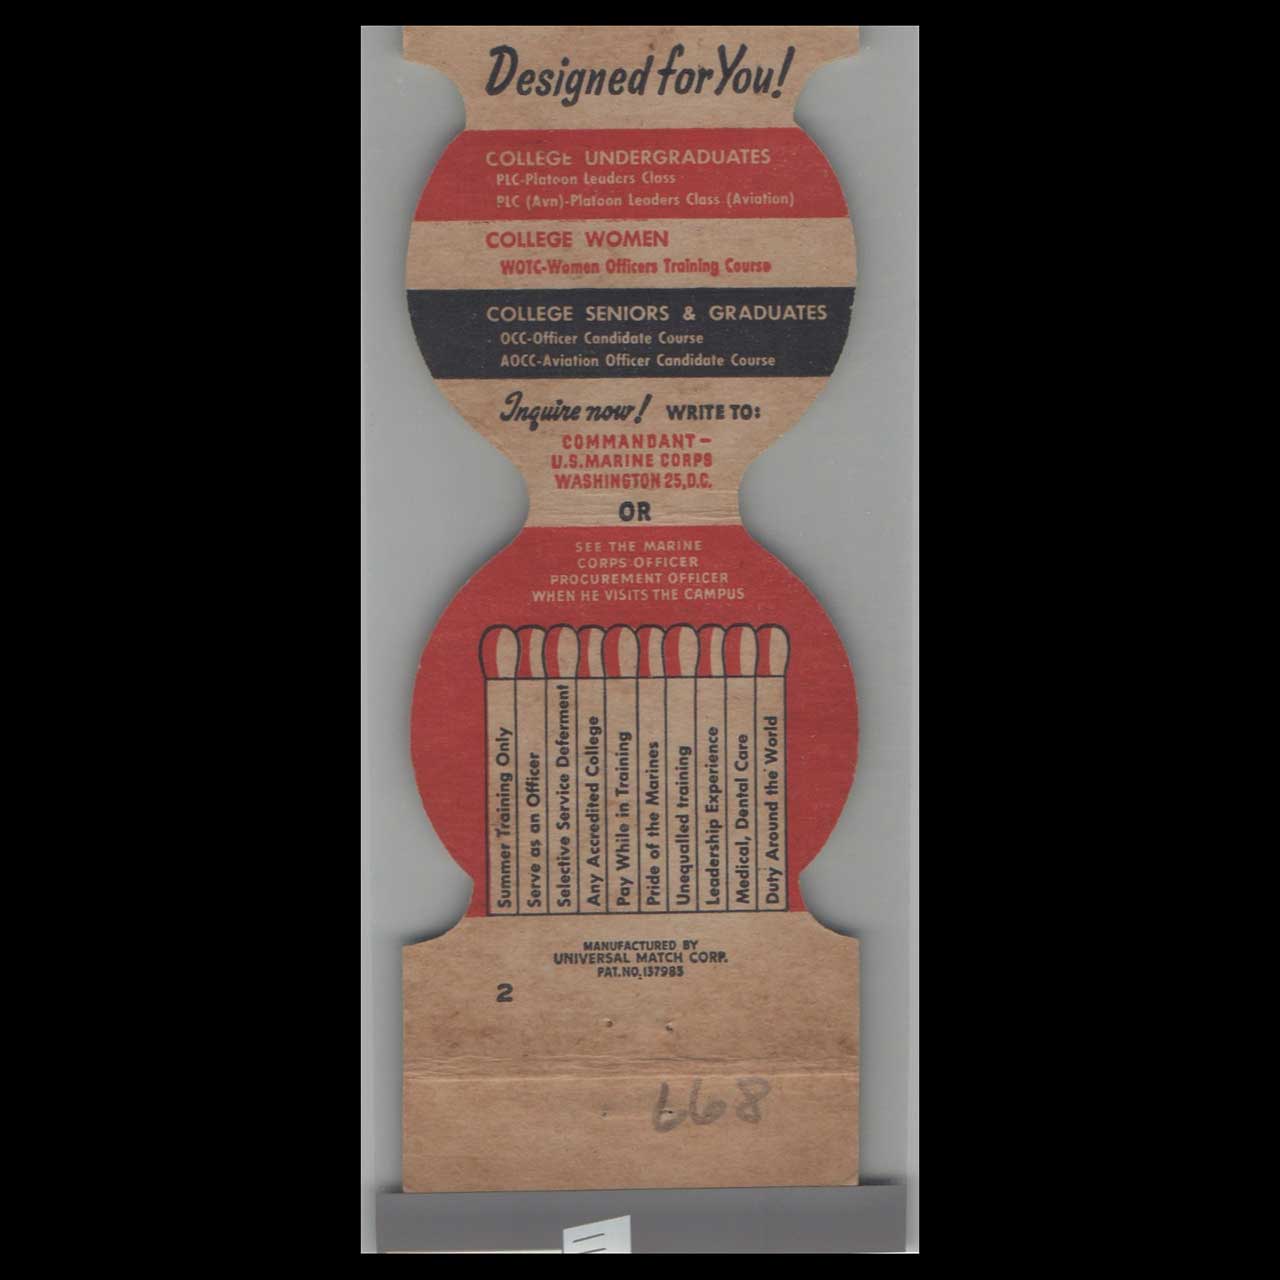 Designed for You!
COLLEGE UNDERGRADUATES
PLC-Platoon Leaders Class
PLC (Avn)-Platoon Leaders Class (Aviation)
COLLEGE WOMEN
WOTC-Women Officers Training Course
COLLEGE SENIORS & GRADUATES
OCC-Officer Candidate Course
AOCC-Aviation Officer Candidate Course
Inquire now! WRITE TO:
COMMANDANT-
U.S. MARINE CORPS
WASHINGTON 25, D.C.
OR
SEE THE MARINE
CORPS OFFICER
PROCUREMENT OFFICER
WHEN HE VISITS THE CAMPUS
Summer Training Only
Serve as an Officer
Selective Service Deferment
Any Accredited College
Pay While in Training
Pride of the Marines
Unequalled training
Leadership Experience
Medical, Dental Care
Duty Around the World
MANUFACTURED BY
UNIVERSAL MATCH CORP.
PAT. NO. 137985
2
668